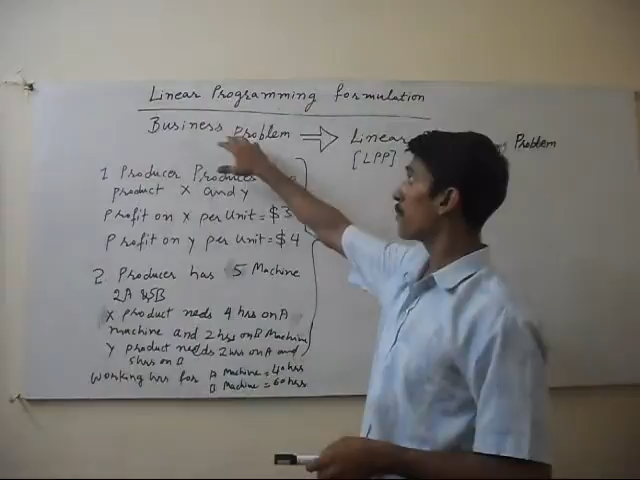 Linear Programming formulation
Business Problem ⇒ Linear Problem
[LPP]
1 Producer Produces
product X and y
Profit on X per Unit = $3
Profit on y per Unit = $4
2 Producer has 5 Machine
2A &
X product neds 4 hrs on A
machine and 2 hrs on B Machine
Y product needs 2 hrs on A and
5 hrs on B
Working hrs for A Machine = 40 hrs
B Machine = 60 hrs